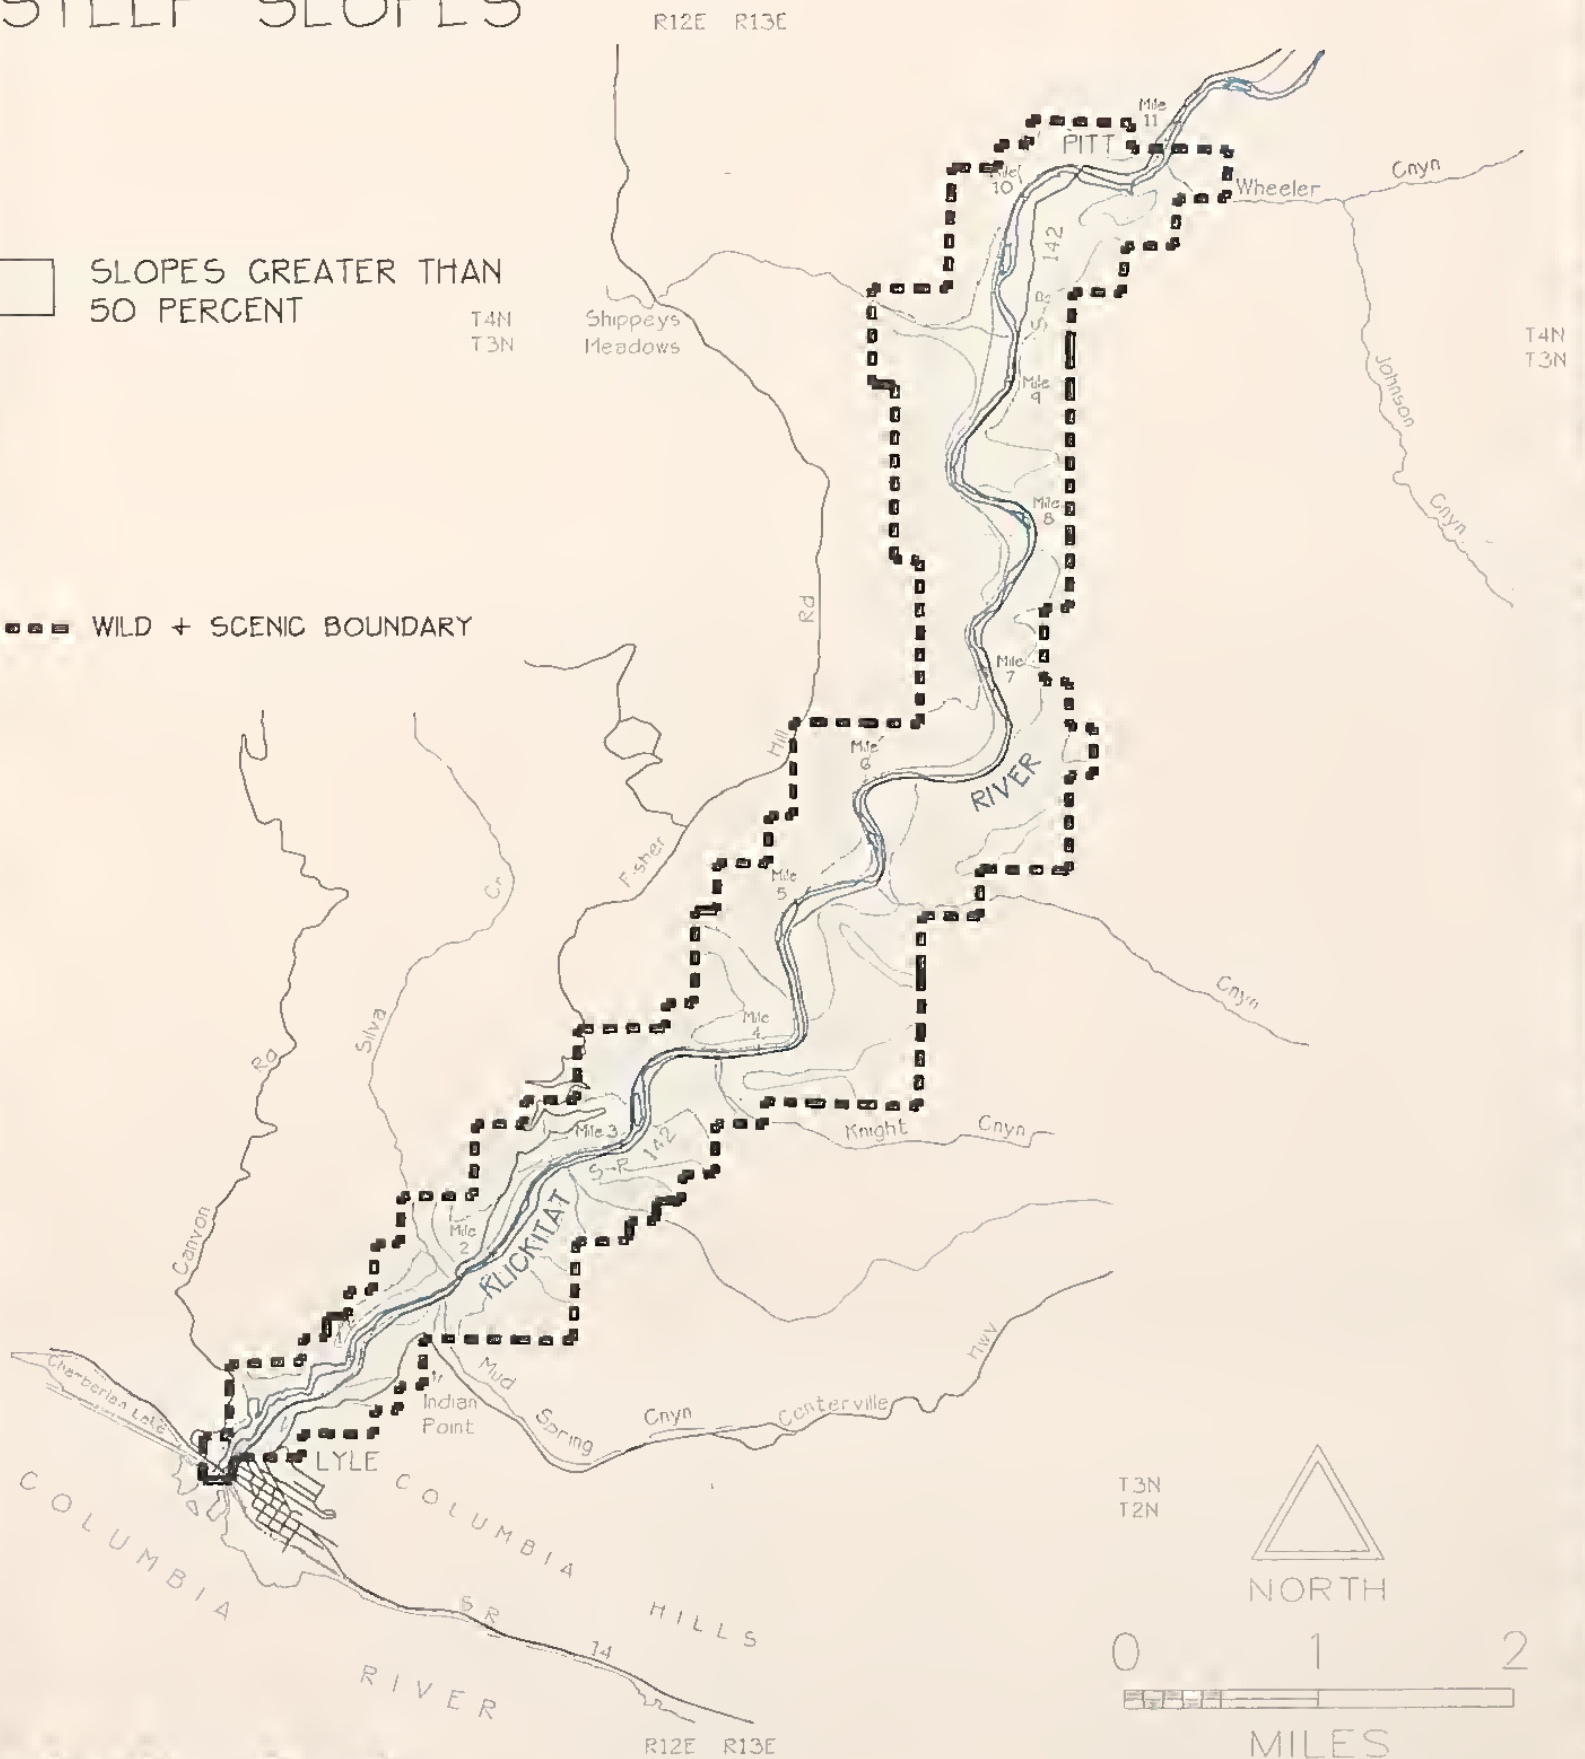 STEEP SLOPES
R12E R13E
Mile
11
PITT
Mile
10
Wheeler
Cnyn
142
S-R
SLOPES GREATER THAN
50 PERCENT
T4N
T3N
Shippeys
Meadows
T4N
T3N
Mile
9
Johnson
Cnyn
Mile
8
WILD + SCENIC BOUNDARY
Rd
Mile
7
Mill
Mile
6
RIVER
Fisher
Mile
5
Cr
Silva
Cnyn
Mile
4
Rd
Mile 3
S-R 142
Knight Cnyn
Canyon
Mile
2
KLICKITAT
Hwy
Mud
Spring
Cnyn
Centerville
Indian
Point
Chamberlain Lake
LYLE
COLUMBIA
COLUMBIA
HILLS
SR
14
RIVER
T3N
T2N
NORTH
0 1 2
MILES
R12E R13E